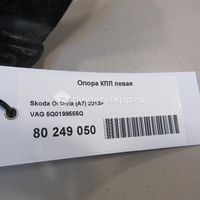 Опора КПП левая
Skoda Octavia (A7) 2013>
VAG 5Q0199555Q
80 249 050